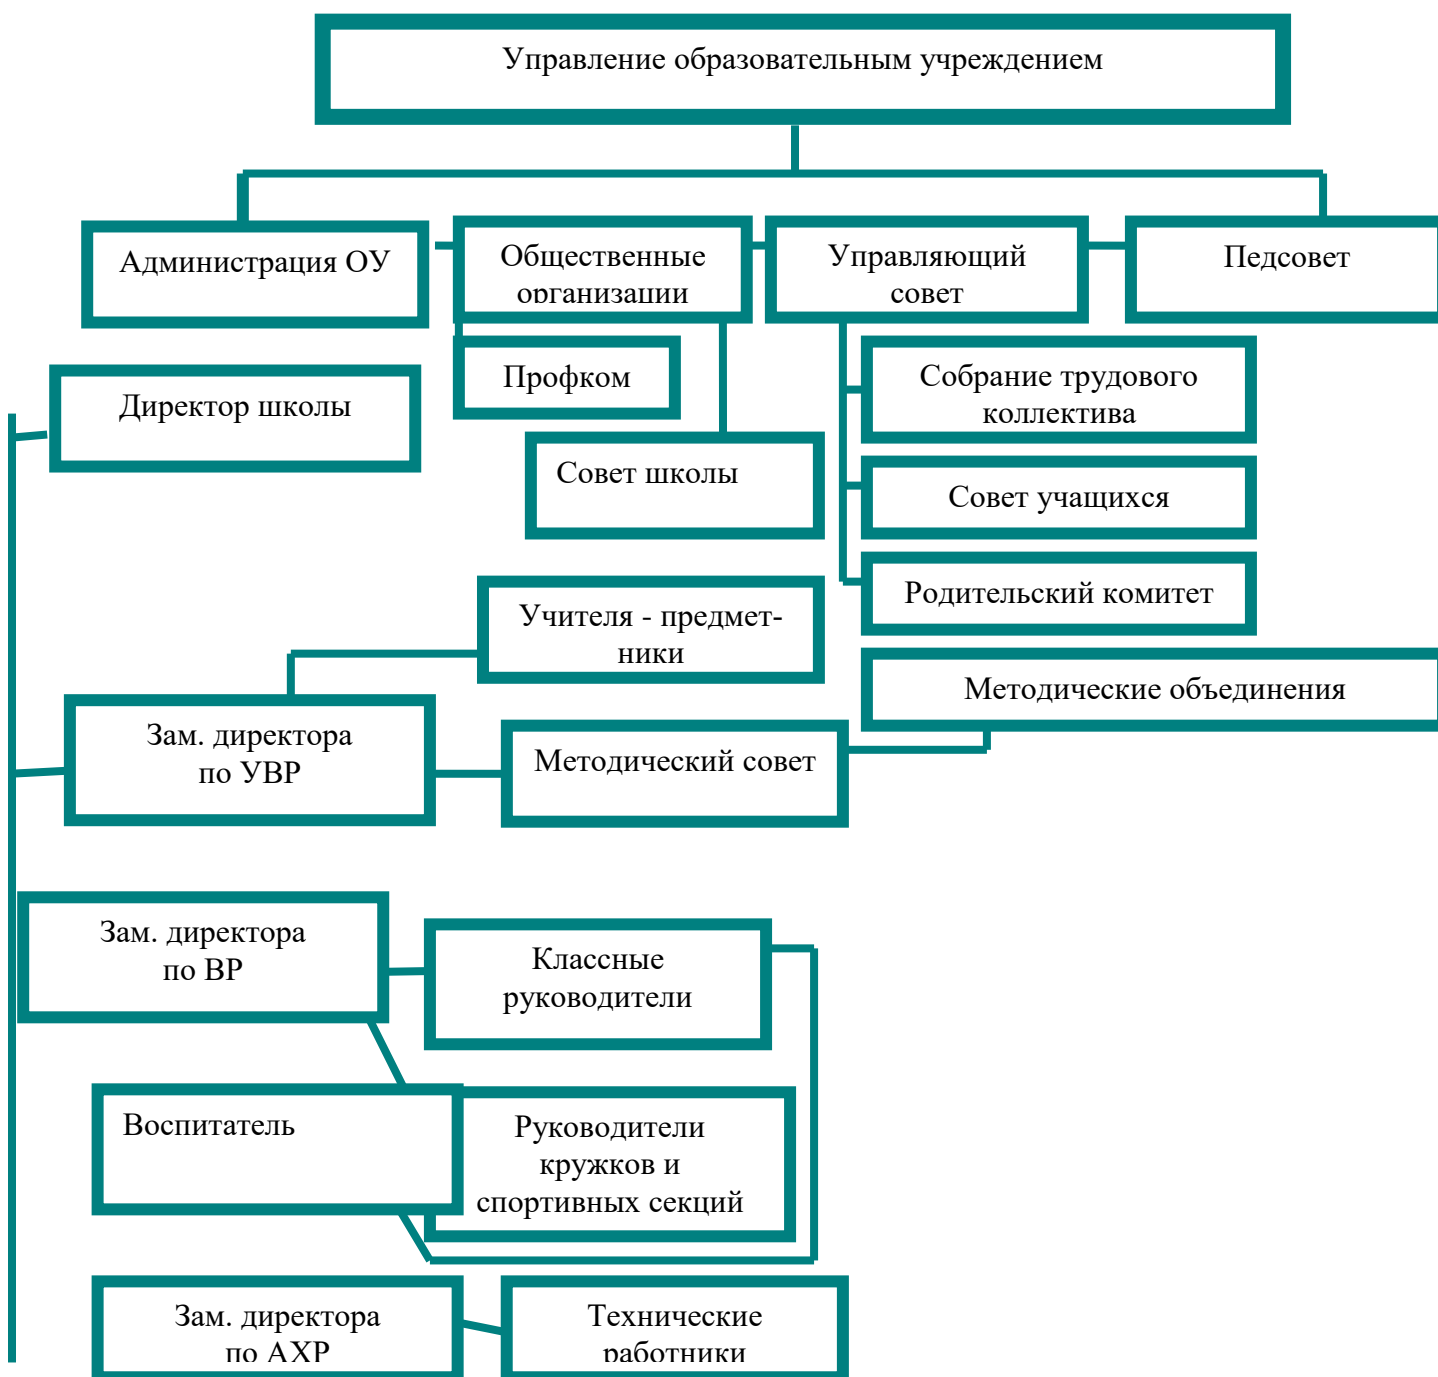 Управление образовательным учреждением
Администрация ОУ
Общественные
организации
Управляющий
совет
Педсовет
Профком
Собрание трудового
коллектива
Директор школы
Совет школы
Совет учащихся
Родительский комитет
Учителя - предмет-
ники
Методические объединения
Зам. директора
по УВР
Методический совет
Зам. директора
по ВР
Классные
руководители
Воспитатель
Руководители
кружков и
спортивных секций
Зам. директора
по АХР
Технические
работники